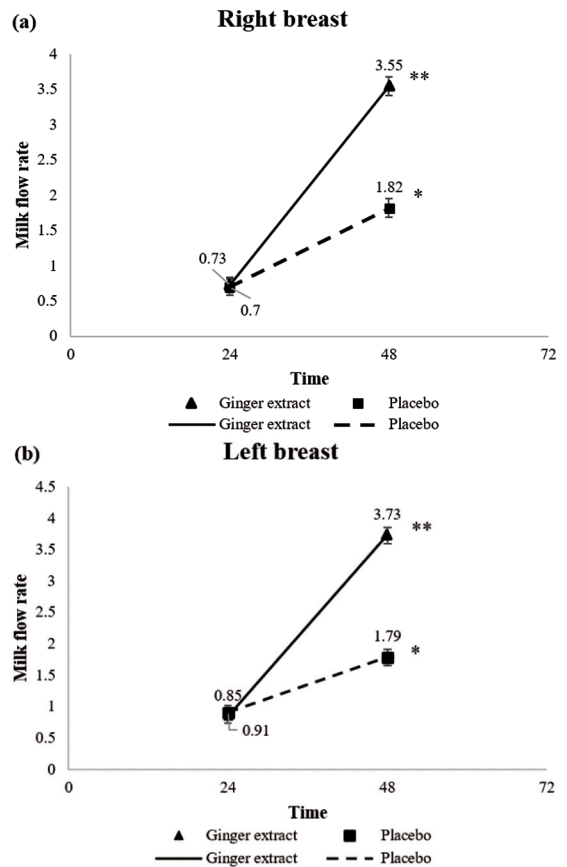 (a)
Right breast
4
3.5
3
2.5
2
1.5
1
0.5
0
Milk flow rate
3.55
**
1.82
*
0.73
0.7
0 24 48 72
Time
Ginger extract Placebo
Ginger extract Placebo
(b)
Left breast
4.5
4
3.5
3
2.5
2
1.5
1
0.5
0
Milk flow rate
3.73
**
1.79
*
0.85
0.91
0 24 48 72
Time
Ginger extract Placebo
Ginger extract Placebo